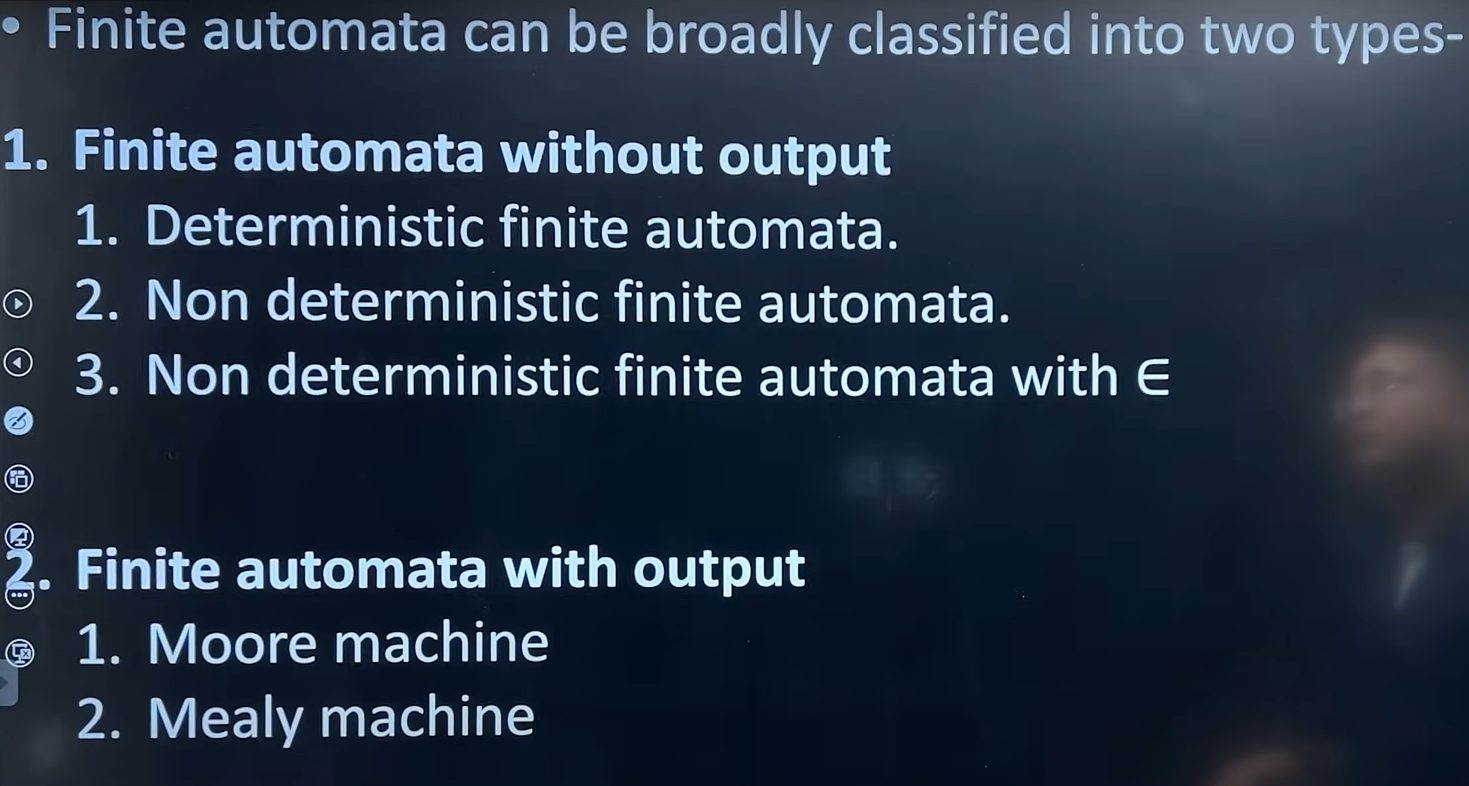 • Finite automata can be broadly classified into two types-
1. Finite automata without output
1. Deterministic finite automata.
2. Non deterministic finite automata.
3. Non deterministic finite automata with ∈
2. Finite automata with output
1. Moore machine
2. Mealy machine